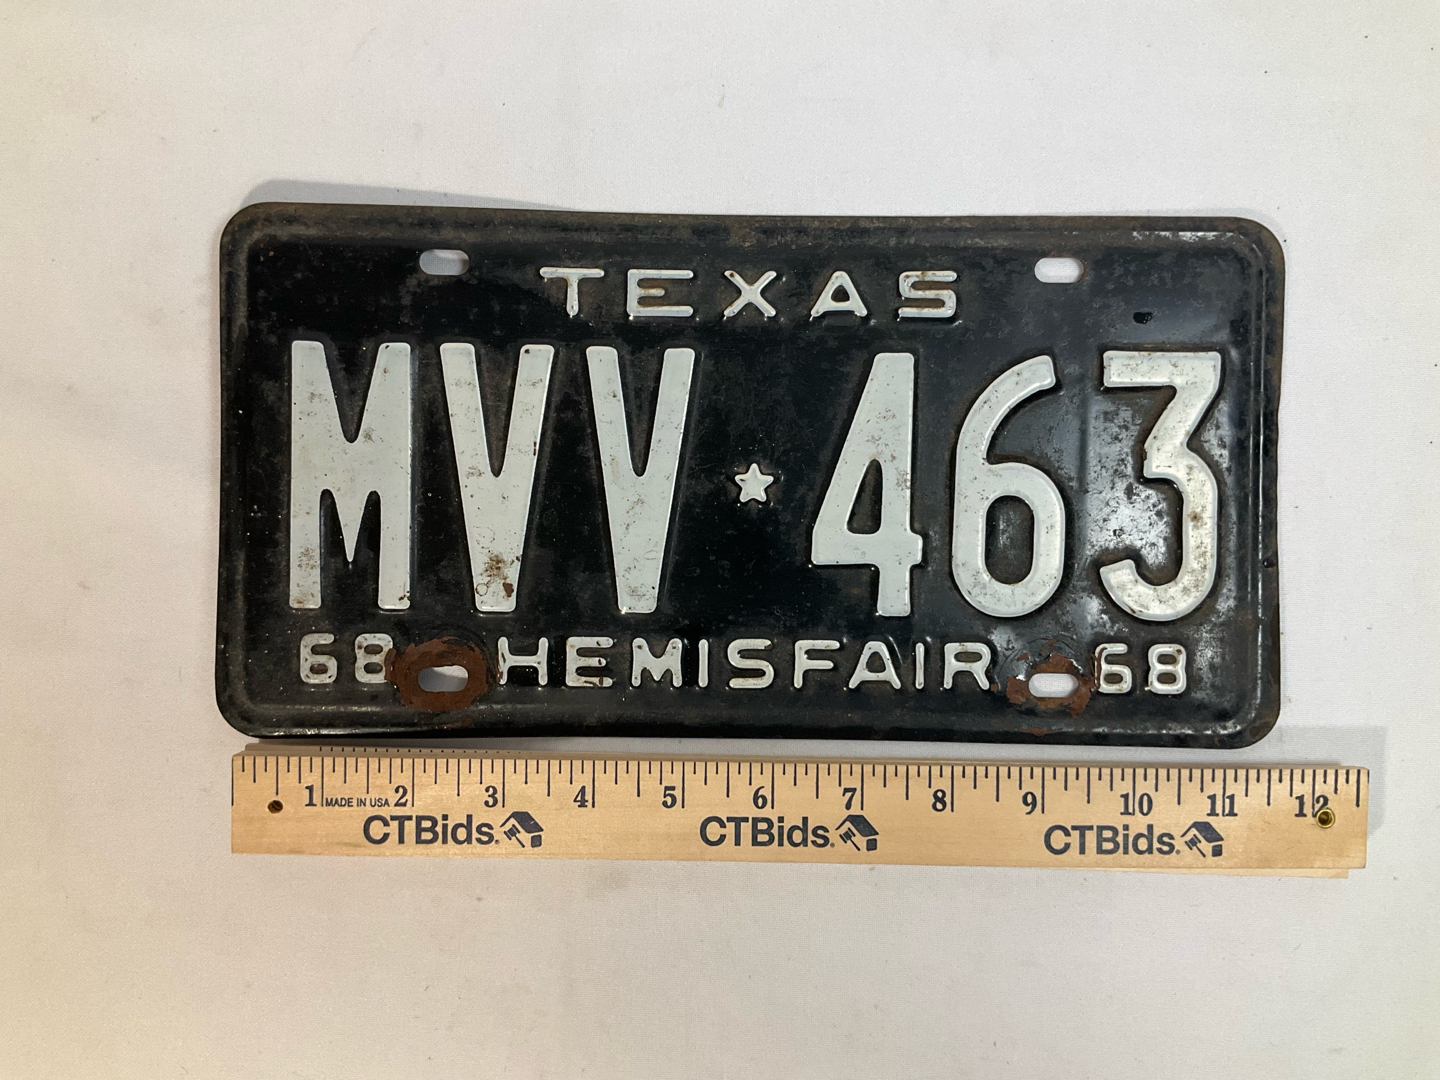 TEXAS
MVV★463
68 HEMISFAIR 68
1 MADE IN USA 2 3 4 5 6 7 8 9 10 11 12
CTBids. CTBids. CTBids.